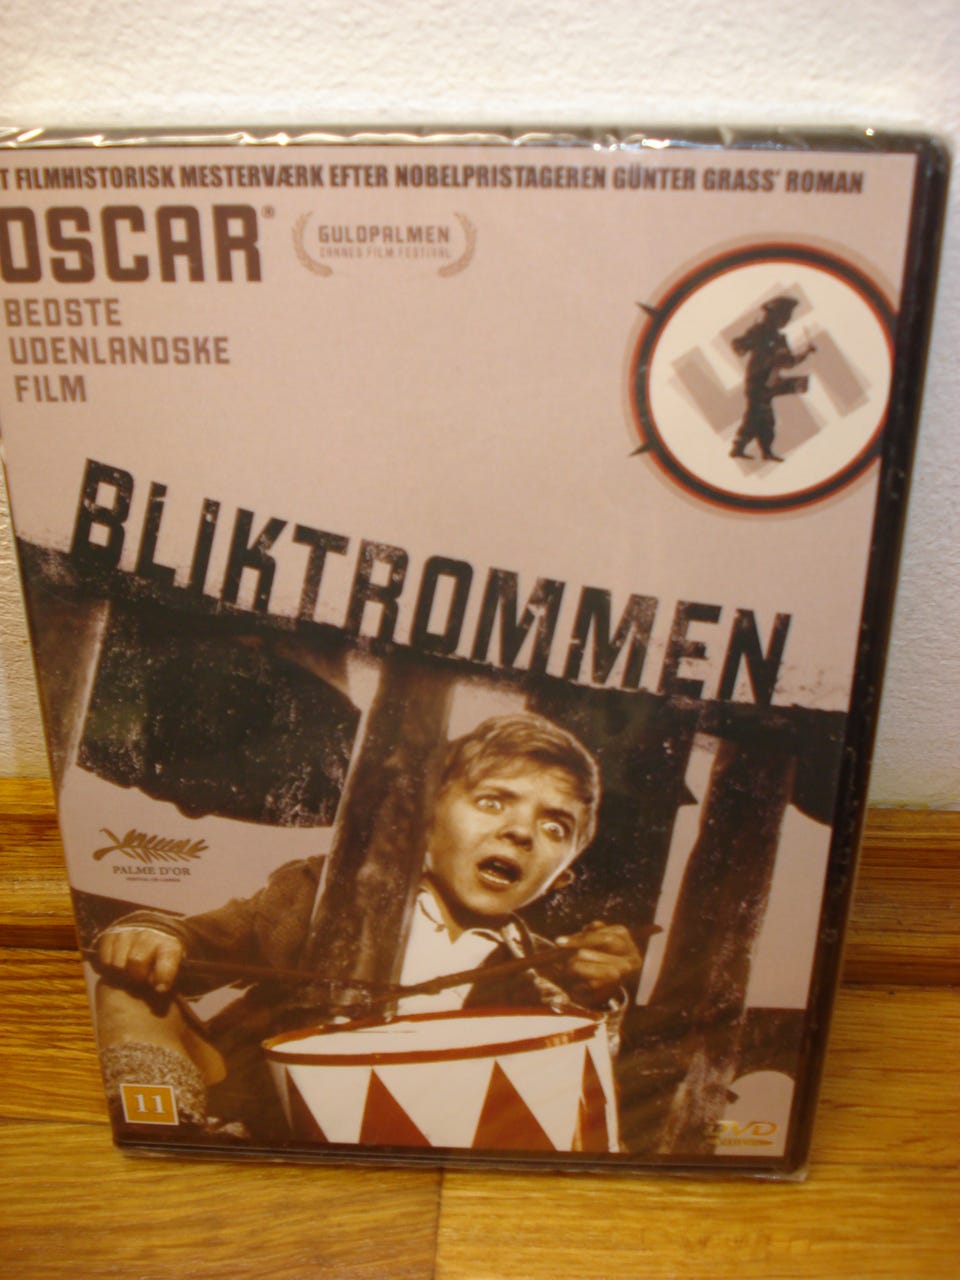 T FILMHISTORISK MESTERVÆRK EFTER NOBELPRISTAGEREN GÜNTER GRASS' ROMAN
OSCAR®
GULDPALMEN
CANNES FILM FESTIVAL
BEDSTE
UDENLANDSKE
FILM
BLIKTROMMEN
PALME D'OR
11
DVD